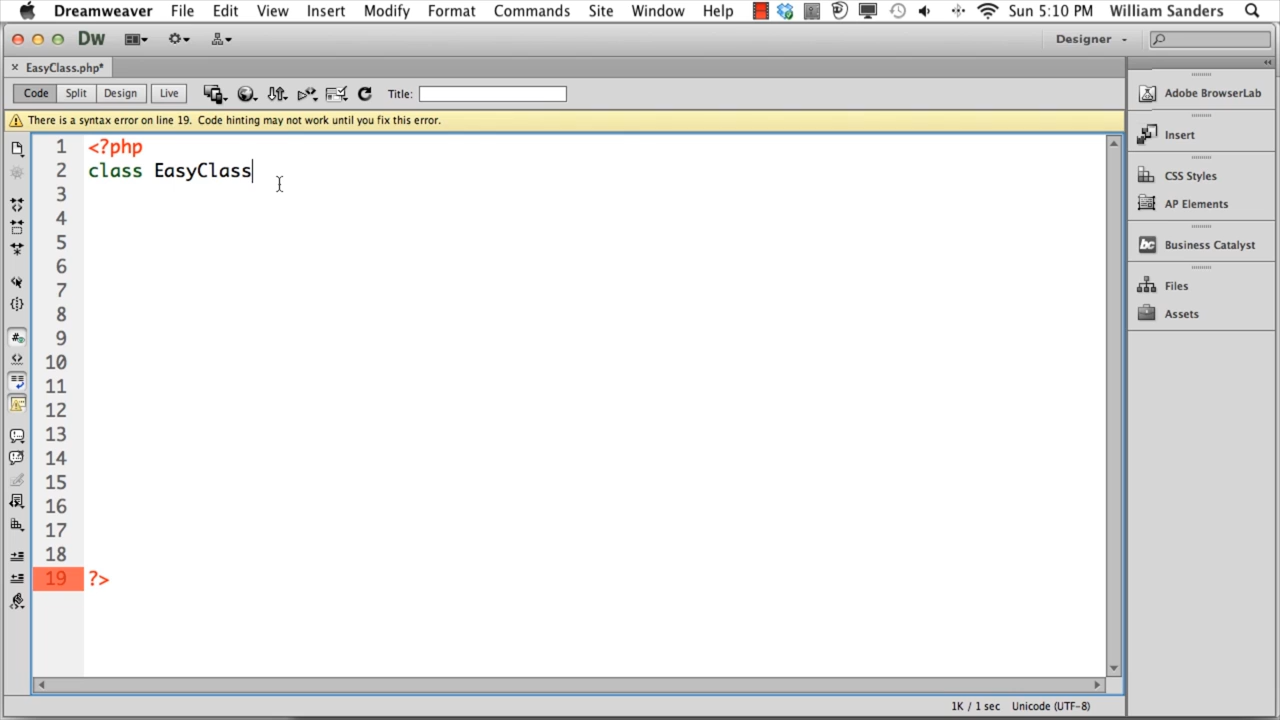 Dreamweaver File Edit View Insert Modify Format Commands Site Window Help Sun 5:10 PM William Sanders
Dw Designer
EasyClass.php*
Code Split Design Live Title:
There is a syntax error on line 19. Code hinting may not work until you fix this error.
1 <?php
2 class EasyClass
3
4
5
6
7
8
9
10
11
12
13
14
15
16
17
18
19 ?>
Adobe BrowserLab
Insert
CSS Styles
AP Elements
bc Business Catalyst
Files
Assets
1K / 1 sec Unicode (UTF-8)